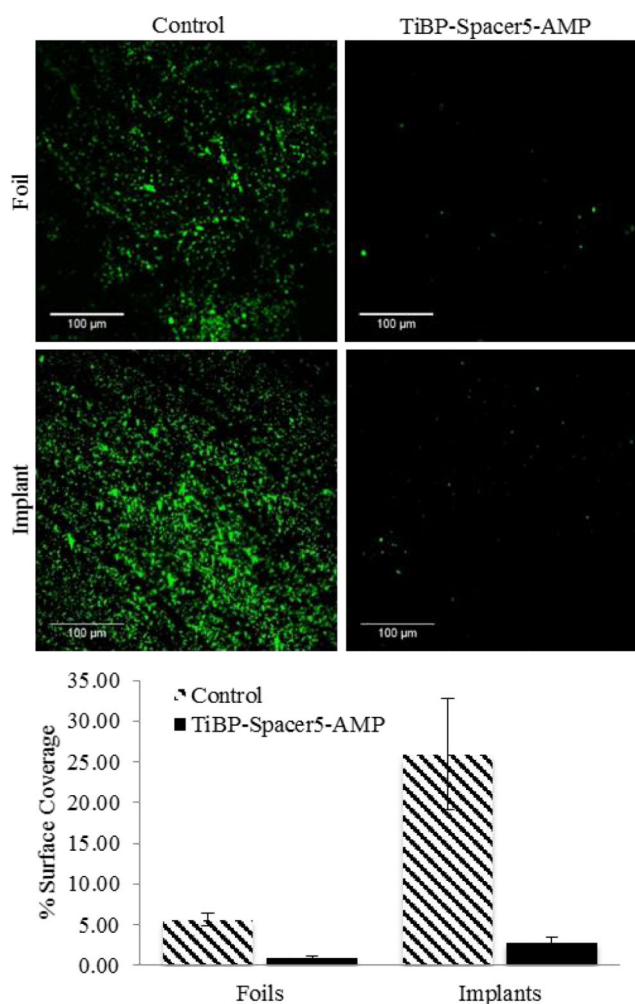 Control TiBP-Spacer5-AMP
Foil
100 µm 100 µm
Implant
100 µm 100 µm
35.00
30.00
25.00
20.00
15.00
10.00
5.00
0.00
% Surface Coverage
Control
TiBP-Spacer5-AMP
Foils Implants